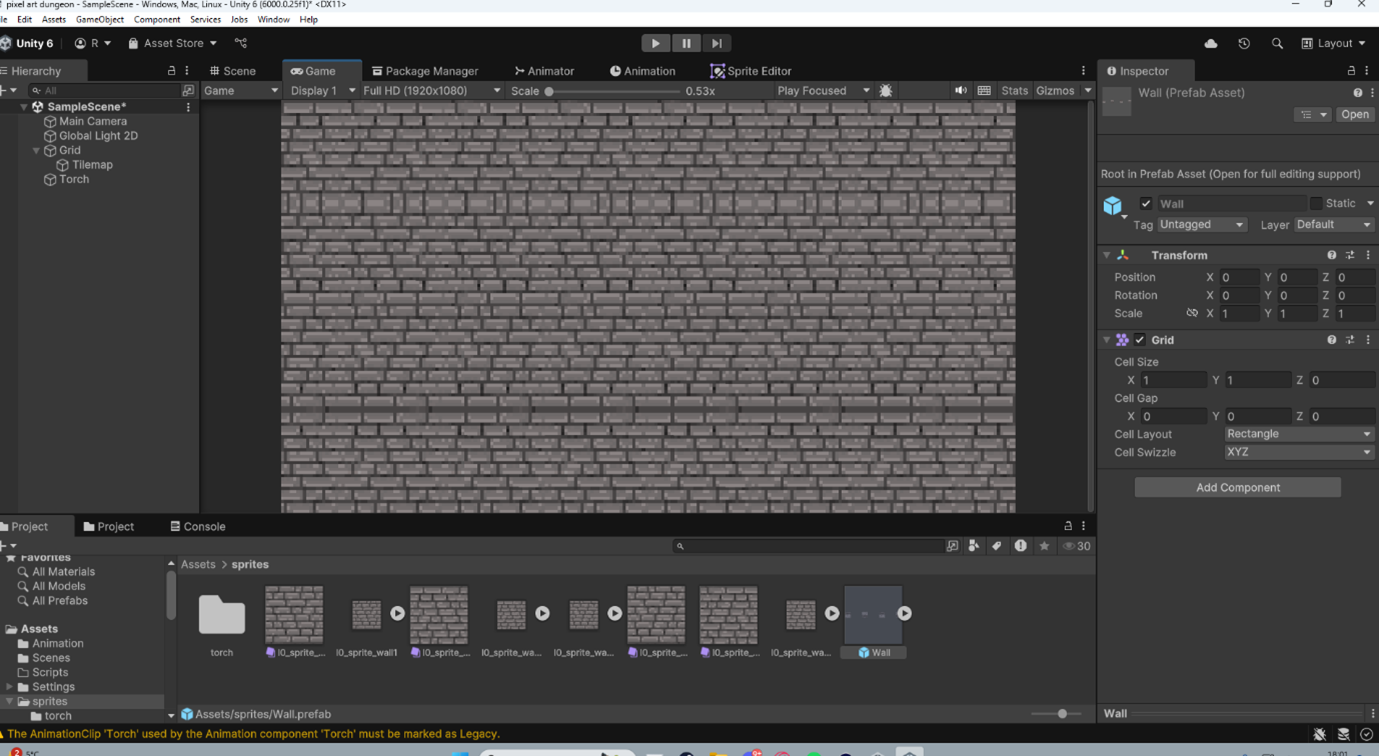 pixel art dungeon - SampleScene - Windows, Mac, Linux - Unity 6 (6000.0.25f1)* <DX11>
Edit Assets GameObject Component Services Jobs Window Help
Unity 6 R Asset Store Layout
Hierarchy Scene Game Package Manager Animator Animation Sprite Editor Inspector
All Game Display 1 Full HD (1920x1080) Scale 0.53x Play Focused Stats Gizmos
Wall (Prefab Asset)
Open
SampleScene*
Main Camera
Global Light 2D
Grid
Tilemap
Torch
Root in Prefab Asset (Open for full editing support)
Wall Static
Tag Untagged Layer Default
Transform
Position X 0 Y 0 Z 0
Rotation X 0 Y 0 Z 0
Scale X 1 Y 1 Z 1
Grid
Cell Size
X 1 Y 1 Z 0
Cell Gap
X 0 Y 0 Z 0
Cell Layout Rectangle
Cell Swizzle XYZ
Add Component
Project Project Console
30
Favorites
All Materials
All Models
All Prefabs
Assets
Animation
Scenes
Scripts
Settings
sprites
torch
Assets > sprites
torch l0_sprite_... l0_sprite_wall1 l0_sprite_... l0_sprite_wa... l0_sprite_wa... l0_sprite_... l0_sprite_... l0_sprite_wa... Wall
Assets/sprites/Wall.prefab
Wall
The AnimationClip 'Torch' used by the Animation component 'Torch' must be marked as Legacy.
2 5°C
18:01